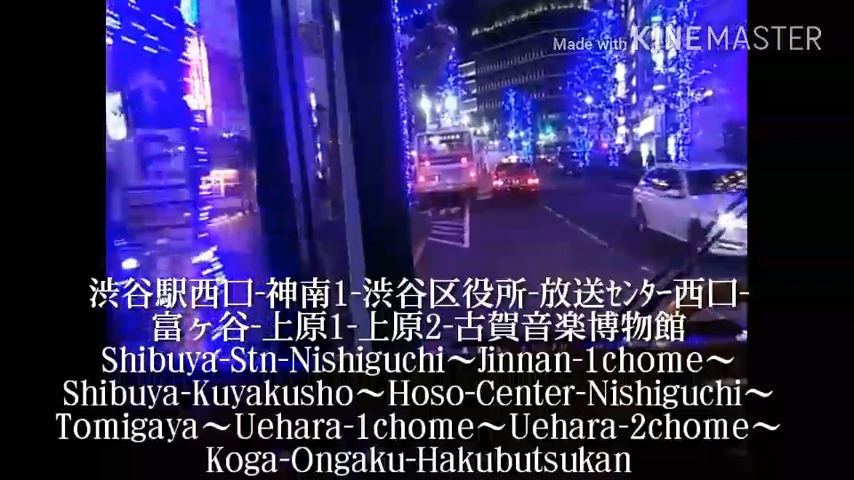 Made with KINEMASTER
渋谷駅西口-神南1-渋谷区役所-放送ｾﾝﾀｰ西口-
富ヶ谷-上原1-上原2-古賀音楽博物館
Shibuya-Stn-Nishiguchi～Jinnan-1chome～
Shibuya-Kuyakusho～Hoso-Center-Nishiguchi～
Tomigaya～Uehara-1chome～Uehara-2chome～
Koga-Ongaku-Hakubutsukan